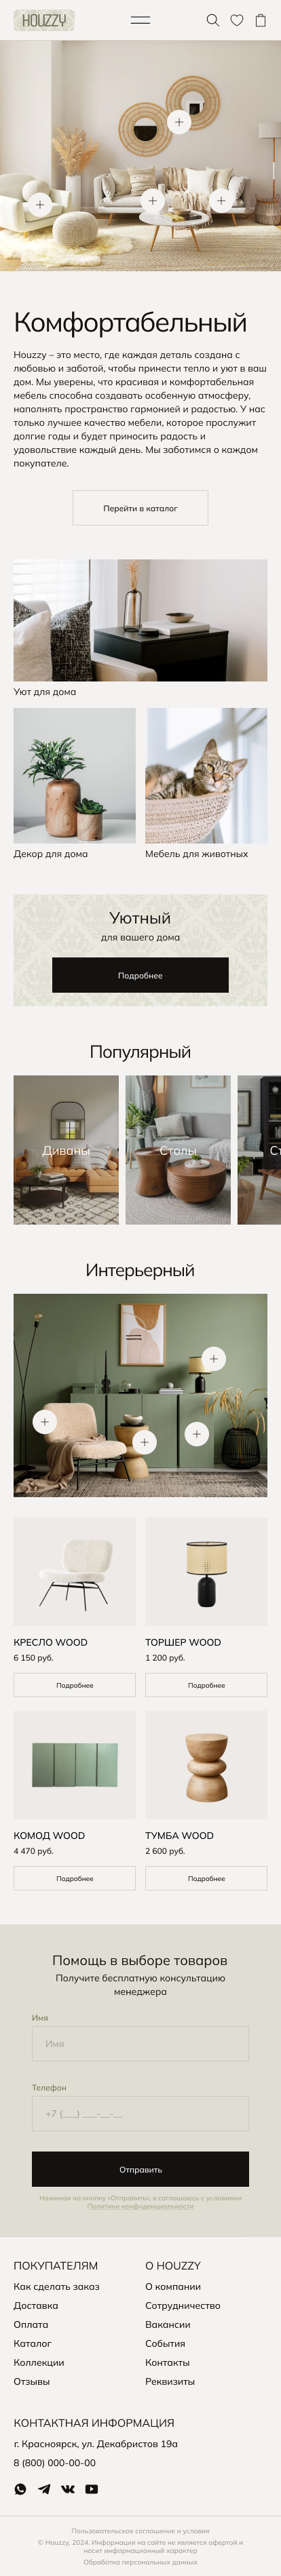 HOUZZY
Комфортабельный
Houzzy – это место, где каждая деталь создана с
любовью и заботой, чтобы принести тепло и уют в ваш
дом. Мы уверены, что красивая и комфортабельная
мебель способна создавать особенную атмосферу,
наполнять пространство гармонией и радостью. У нас
только лучшее качество мебели, которое прослужит
долгие годы и будет приносить радость и
удовольствие каждый день. Мы заботимся о каждом
покупателе.
Перейти в каталог
Уют для дома
Декор для дома
Мебель для животных
Уютный
для вашего дома
Подробнее
Популярный
Диваны
Столы
Ст
Интерьерный
КРЕСЛО WOOD
6 150 руб.
Подробнее
ТОРШЕР WOOD
1 200 руб.
Подробнее
КОМОД WOOD
4 470 руб.
Подробнее
ТУМБА WOOD
2 600 руб.
Подробнее
Помощь в выборе товаров
Получите бесплатную консультацию
менеджера
Имя
Имя
Телефон
+7 (___) ___-__-__
Отправить
Нажимая на кнопку «Отправить», я соглашаюсь с условиями
Политики конфиденциальности
ПОКУПАТЕЛЯМ
Как сделать заказ
Доставка
Оплата
Каталог
Коллекции
Отзывы
О HOUZZY
О компании
Сотрудничество
Вакансии
События
Контакты
Реквизиты
КОНТАКТНАЯ ИНФОРМАЦИЯ
г. Красноярск, ул. Декабристов 19а
8 (800) 000-00-00
Пользовательское соглашение и условия
© Houzzy, 2024. Информация на сайте не является офертой и
носит информационный характер
Обработка персональных данных